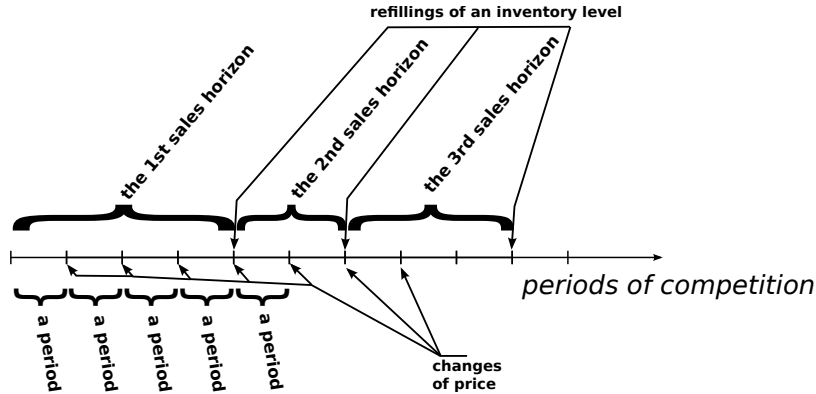 refillings of an inventory level
the 1st sales horizon
the 2nd sales horizon
the 3rd sales horizon
periods of competition
a period
a period
a period
a period
a period
changes
of price